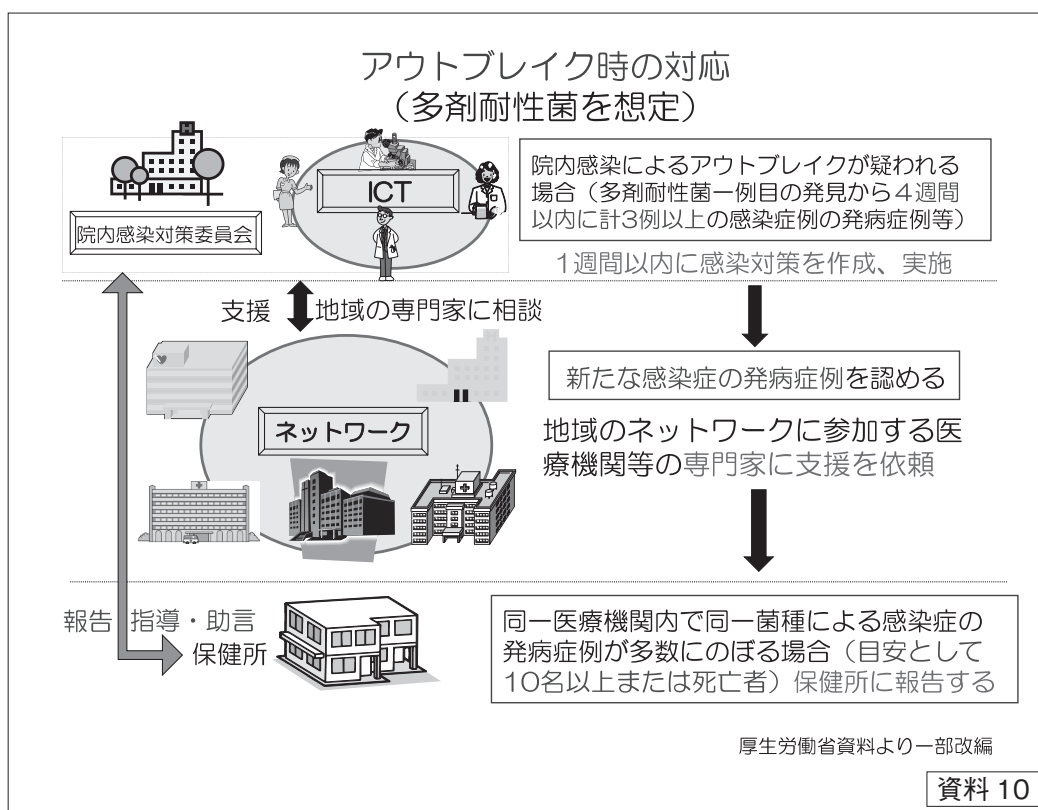 アウトブレイク時の対応
（多剤耐性菌を想定）
H
ICT
院内感染対策委員会
院内感染によるアウトブレイクが疑われる
場合（多剤耐性菌一例目の発見から４週間
以内に計3例以上の感染症例の発病症例等）
1週間以内に感染対策を作成、実施
支援
地域の専門家に相談
ネットワーク
新たな感染症の発病症例を認める
地域のネットワークに参加する医
療機関等の専門家に支援を依頼
報告
指導・助言
保健所
同一医療機関内で同一菌種による感染症の
発病症例が多数にのぼる場合（目安として
10名以上または死亡者）保健所に報告する
厚生労働省資料より一部改編
資料 10